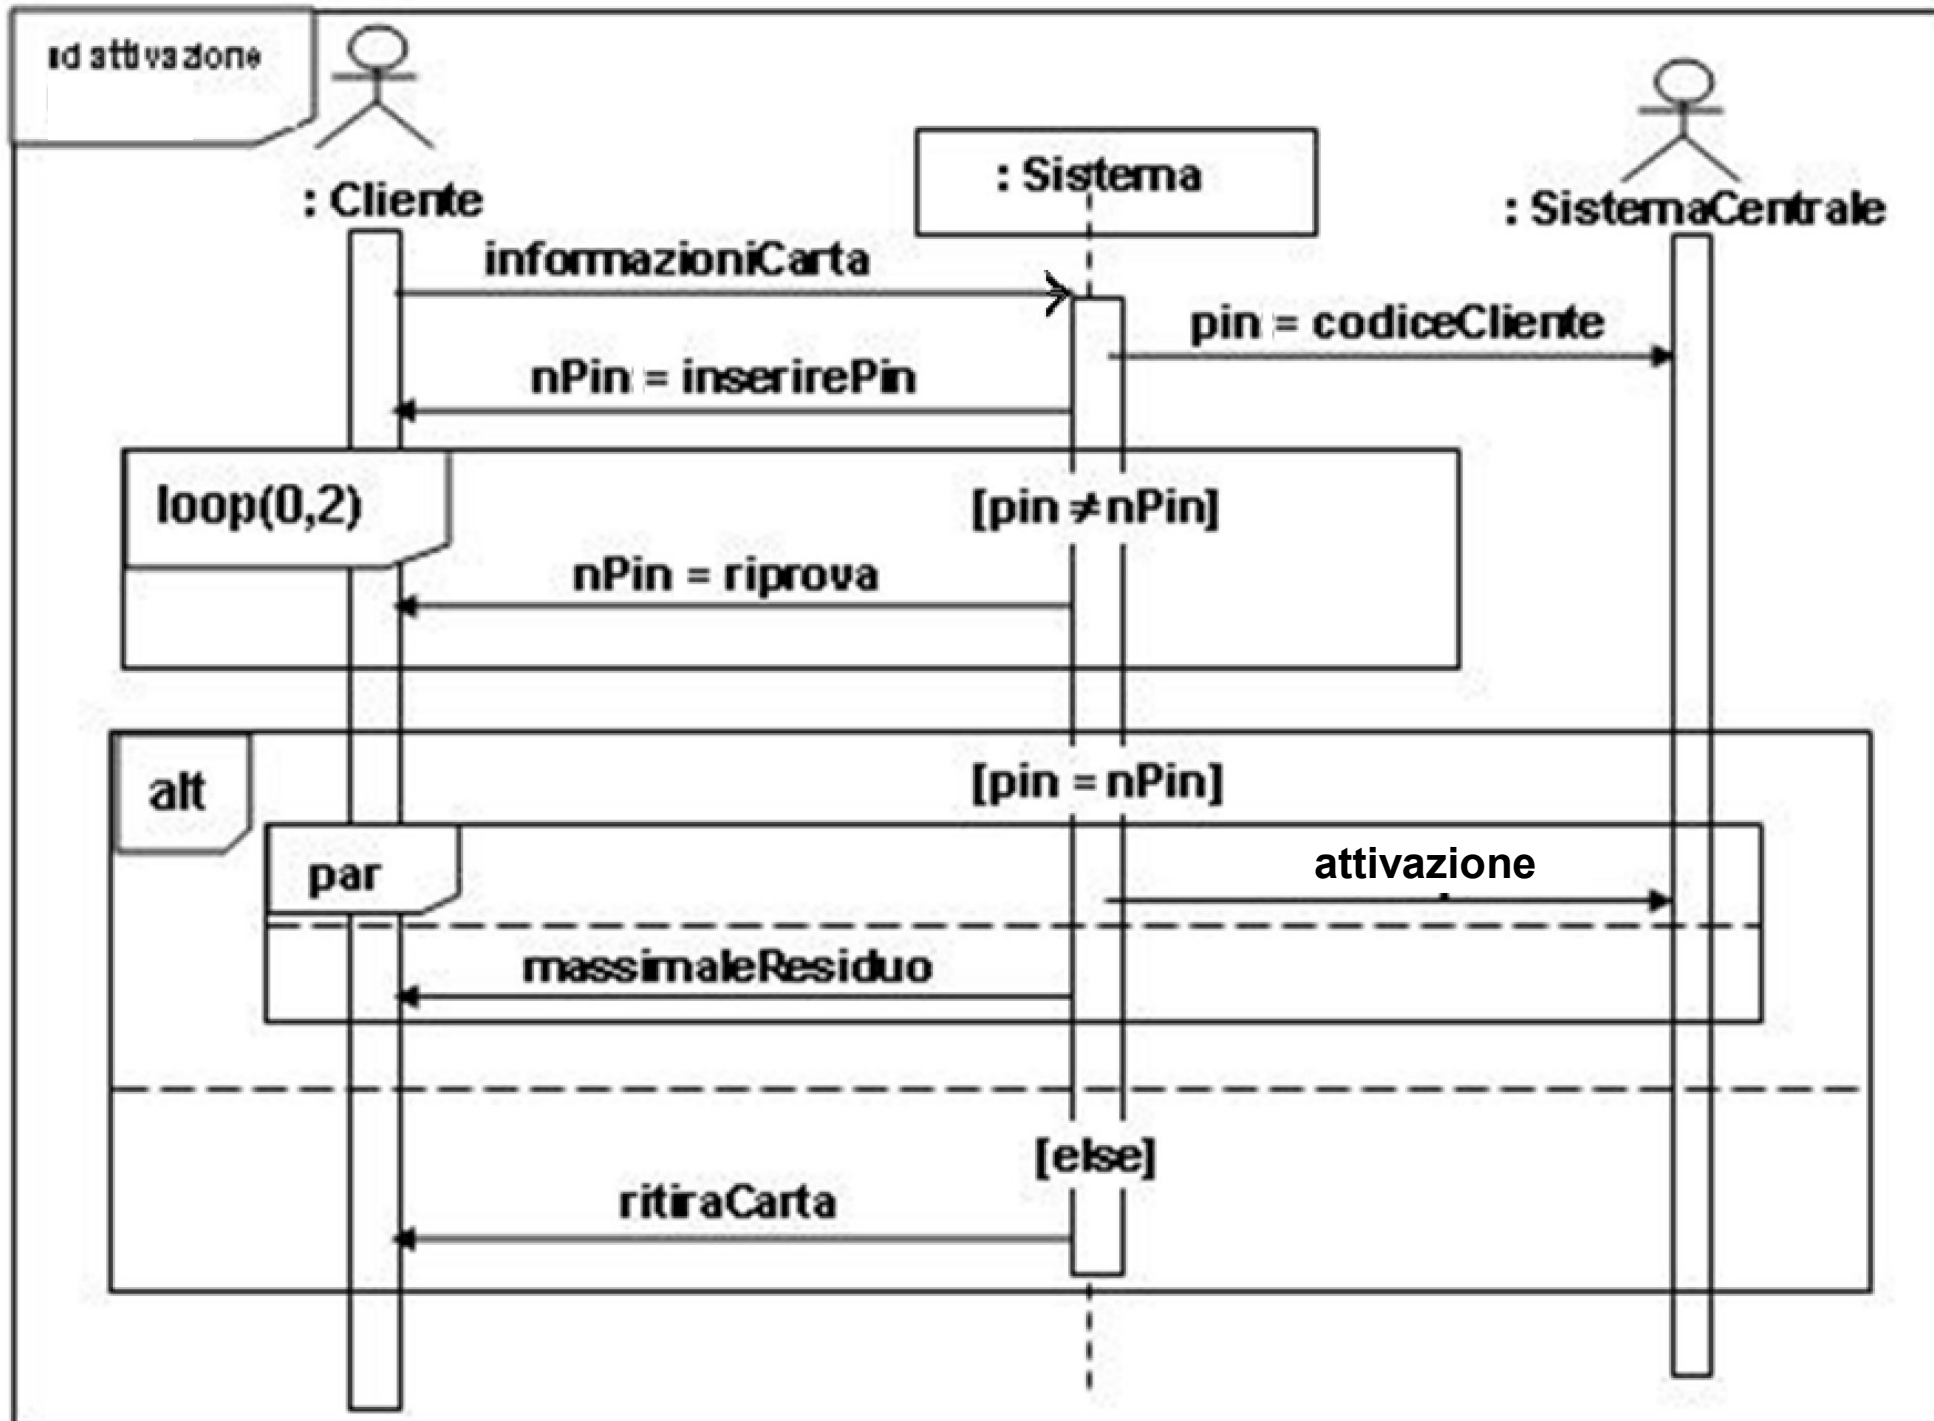 sd attivazione
: Cliente
: Sistema
: SistemaCentrale
informazioniCarta
pin = codiceCliente
nPin = inserirePin
loop(0,2)
[pin ≠ nPin]
nPin = riprova
alt
[pin = nPin]
par
attivazione
massimaleResiduo
[else]
ritiraCarta